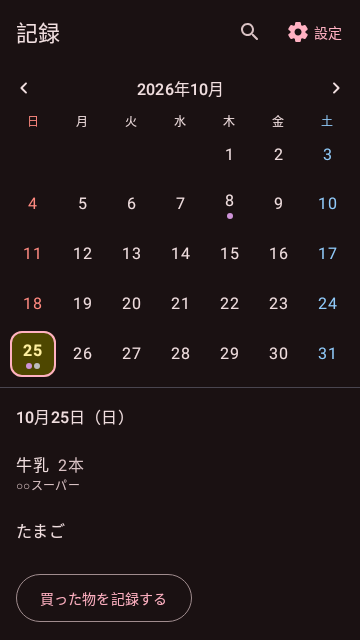 記録
設定
2026年10月
日 月 火 水 木 金 土
1 2 3
4 5 6 7 8 9 10
11 12 13 14 15 16 17
18 19 20 21 22 23 24
25 26 27 28 29 30 31
10月25日（日）
牛乳 2本
○○スーパー
たまご
買った物を記録する